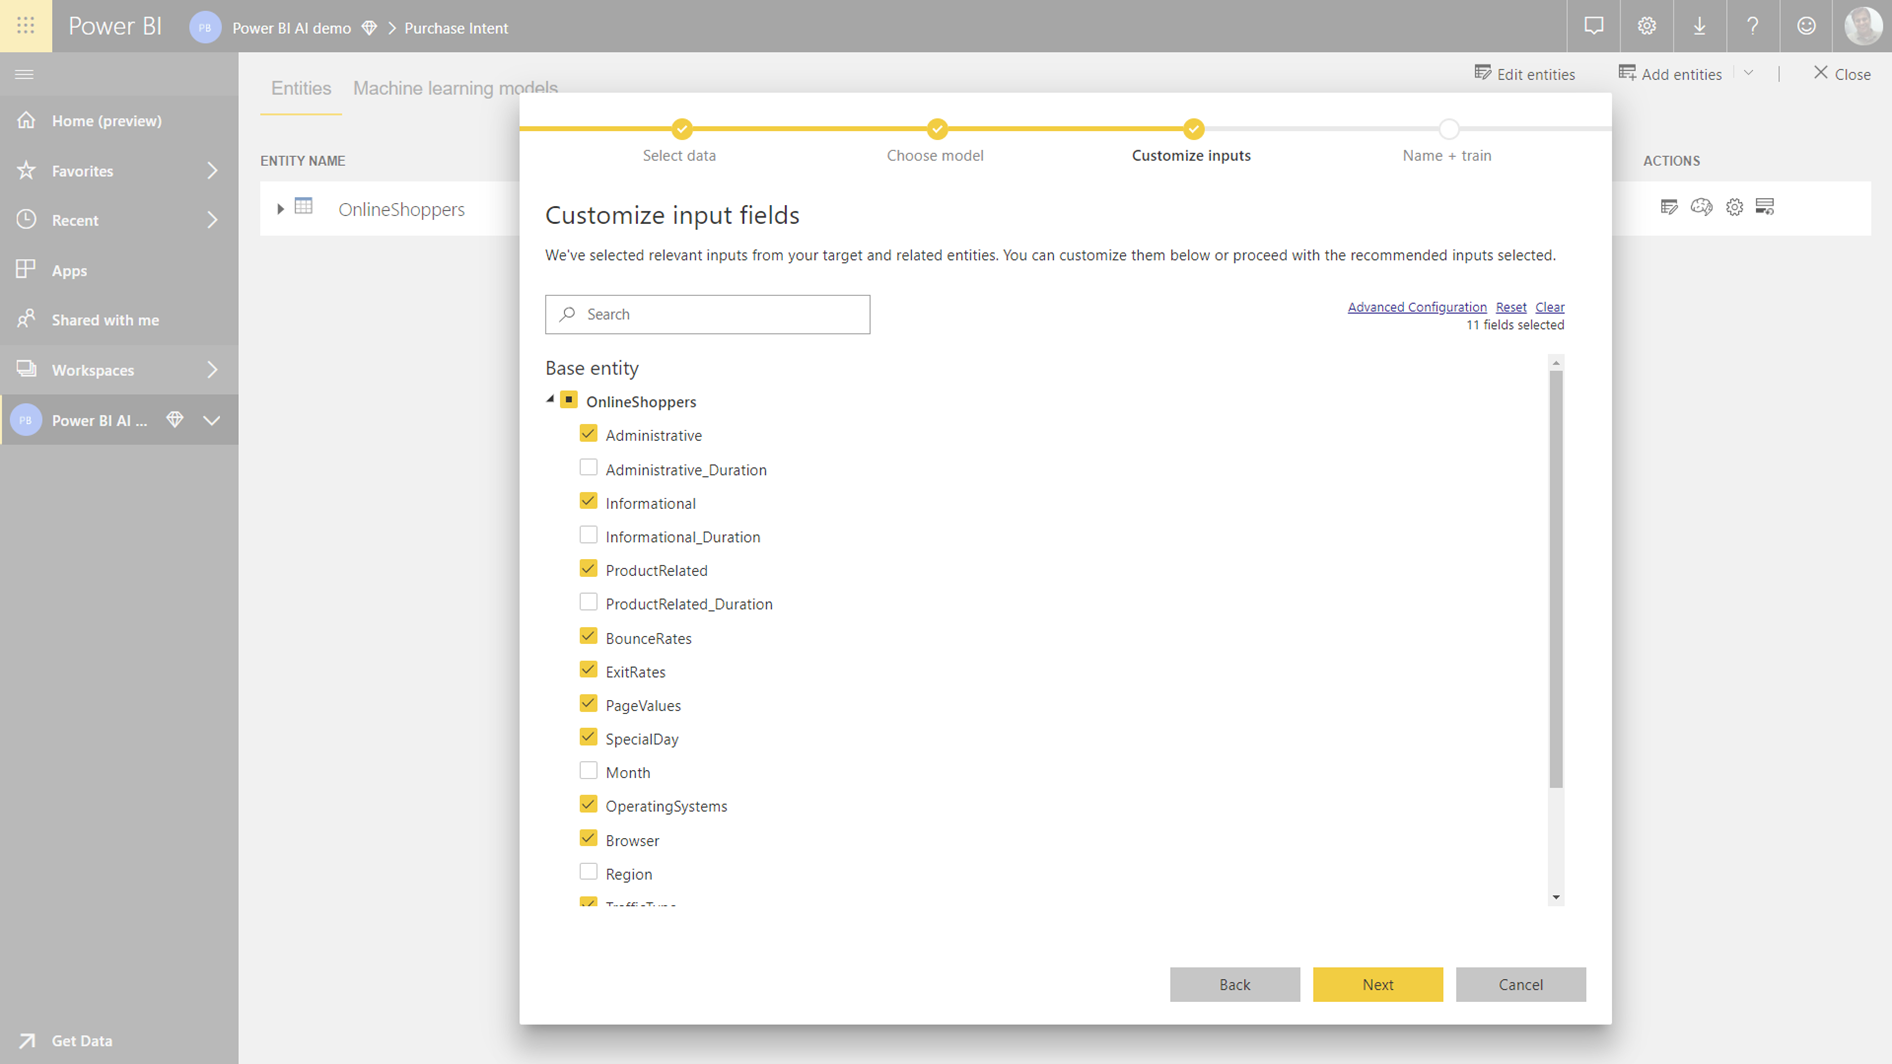 Power BI
PB
Power BI AI demo
Purchase Intent
?
Home (preview)
Favorites
Recent
Apps
Shared with me
Workspaces
PB
Power BI AI ...
Get Data
Entities
Machine learning models
Edit entities
Add entities
Close
ENTITY NAME
ACTIONS
OnlineShoppers
Select data
Choose model
Customize inputs
Name + train
Customize input fields
We've selected relevant inputs from your target and related entities. You can customize them below or proceed with the recommended inputs selected.
Search
Advanced Configuration Reset Clear
11 fields selected
Base entity
OnlineShoppers
Administrative
Administrative_Duration
Informational
Informational_Duration
ProductRelated
ProductRelated_Duration
BounceRates
ExitRates
PageValues
SpecialDay
Month
OperatingSystems
Browser
Region
TrafficType
Back
Next
Cancel